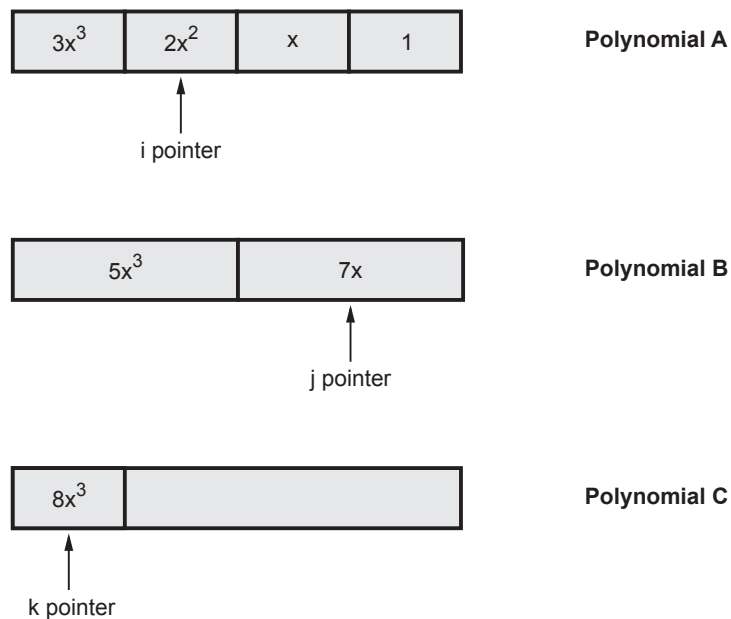 3x³ 2x² x 1 Polynomial A
i pointer
5x³ 7x Polynomial B
j pointer
8x³ Polynomial C
k pointer